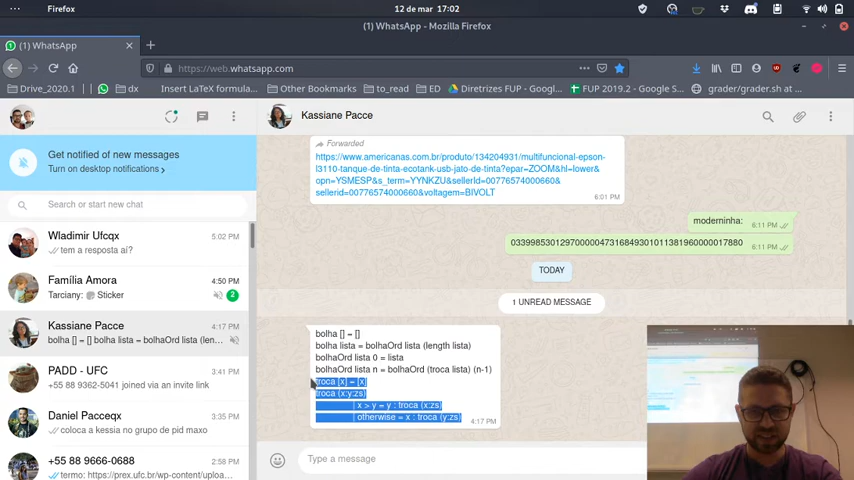 Firefox
12 de mar 17:02
(1) WhatsApp - Mozilla Firefox
(1) WhatsApp
https://web.whatsapp.com
Drive_2020.1
dx
Insert LaTeX formula...
Other Bookmarks
to_read
ED
Diretrizes FUP - Google S...
FUP 2019.2 - Google S...
grader/grader.sh at ...
Get notified of new messages
Turn on desktop notifications >
Search or start new chat
Wladimir Ufcqx
5:02 PM
tem a resposta aí?
Família Amora
4:50 PM
Tarciany: Sticker
2
Kassiane Pacce
4:17 PM
bolha [] = [] bolha lista = bolhaOrd lista (len...
PADD - UFC
3:41 PM
+55 88 9362-5041 joined via an invite link
Daniel Pacceqx
3:35 PM
coloca a kessia no grupo de pid maxo
+55 88 9666-0688
2:58 PM
termo: https://prex.ufc.br/wp-content/uploa...
Kassiane Pacce
Forwarded
https://www.americanas.com.br/produto/134204931/multifuncional-epson-
l3110-tanque-de-tinta-ecotank-usb-jato-de-tinta?epar=ZOOM&hl=lower&
opn=YSMESP&s_term=YYNKZU&sellerId=00776574000660&
sellerid=00776574000660&voltagem=BIVOLT
6:01 PM
moderninha:
6:11 PM
03399853012970000047316849301011381960000017880
6:11 PM
TODAY
1 UNREAD MESSAGE
bolha [] = []
bolha lista = bolhaOrd lista (length lista)
bolhaOrd lista 0 = lista
bolhaOrd lista n = bolhaOrd (troca lista) (n-1)
troca [x] = [x]
troca (x:y:zs)
| x > y = y : troca (x:zs)
| otherwise = x : troca (y:zs)
4:17 PM
Type a message